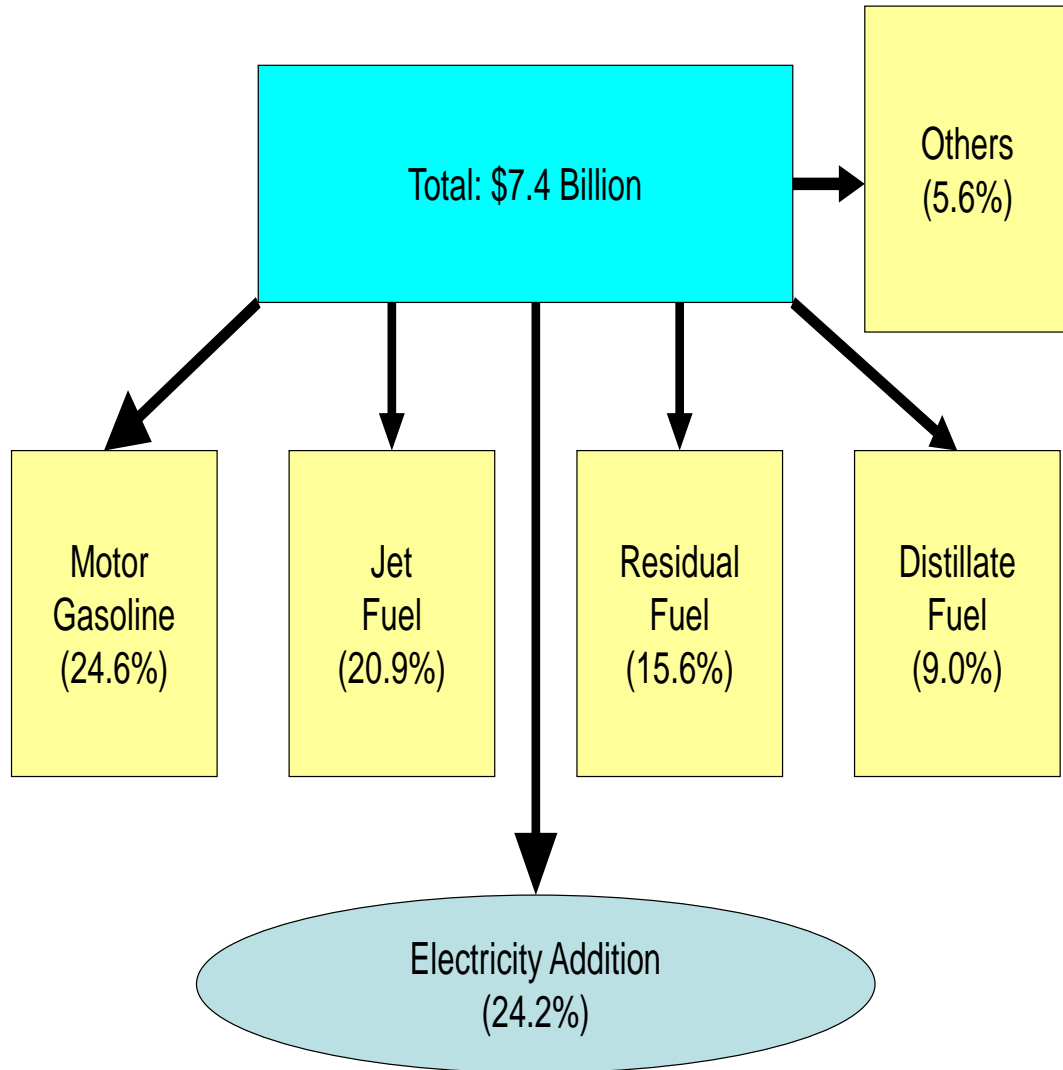 Total: $7.4 Billion
Others
(5.6%)
Motor
Gasoline
(24.6%)
Jet
Fuel
(20.9%)
Residual
Fuel
(15.6%)
Distillate
Fuel
(9.0%)
Electricity Addition
(24.2%)